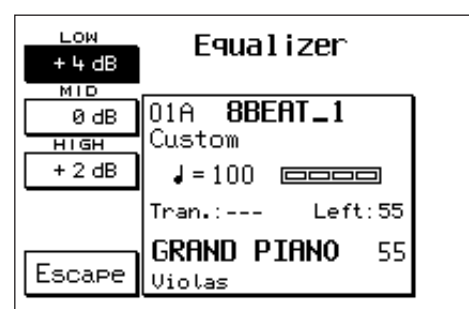 Equalizer
LOW
+ 4 dB
MID
0 dB
HIGH
+ 2 dB
Escape
01A 8BEAT_1
Custom
♩ = 100
Tran.:--- Left:55
GRAND PIANO 55
Violas